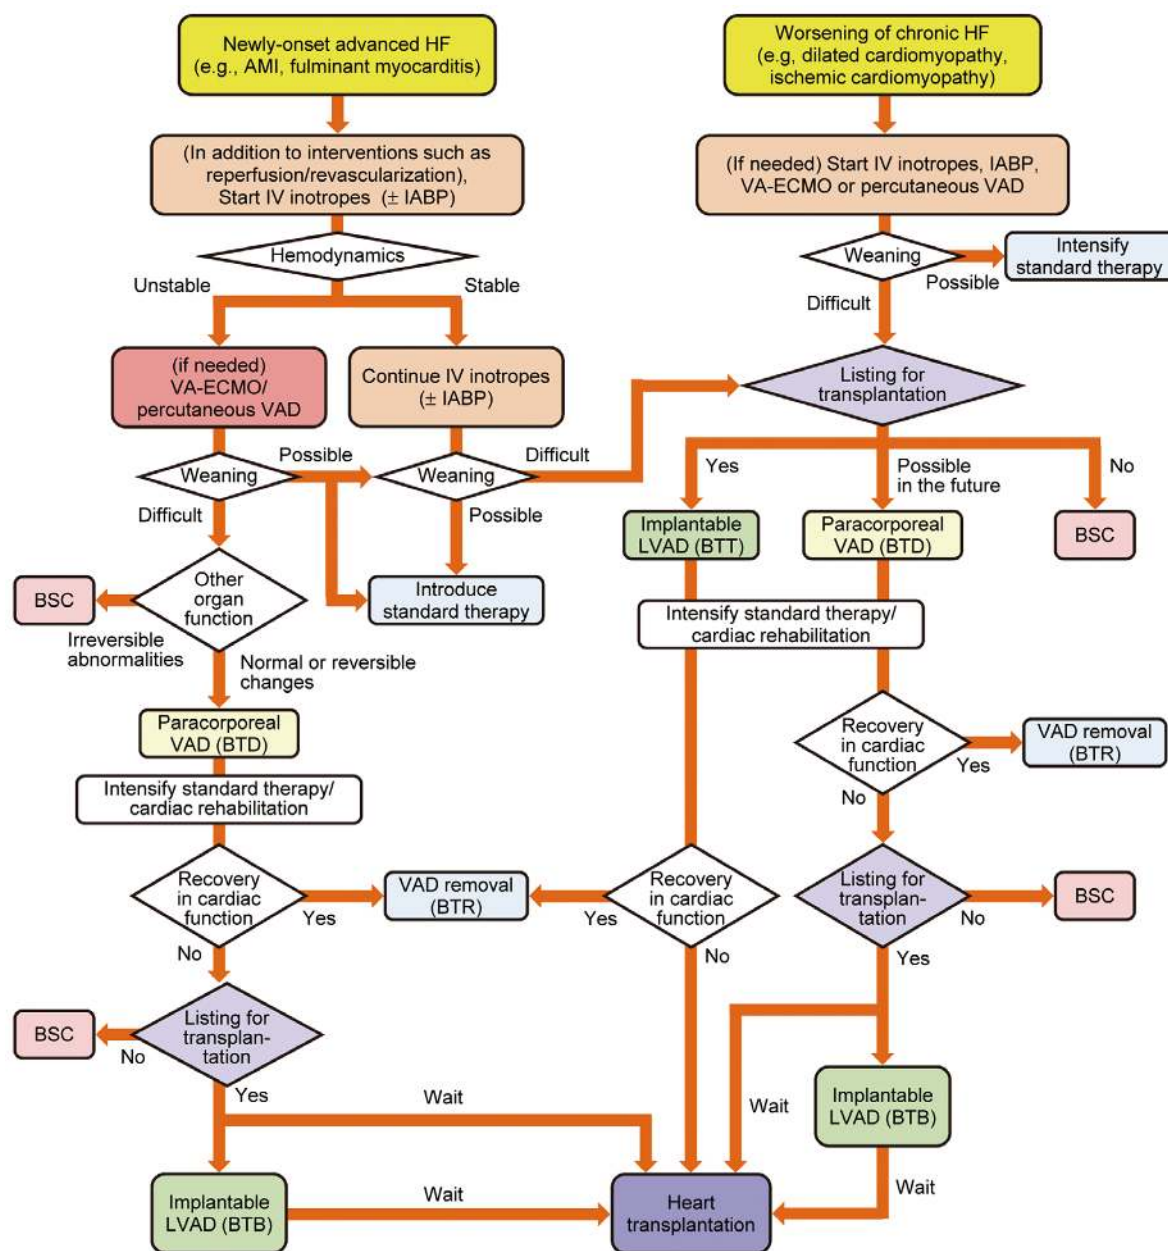 Newly-onset advanced HF
(e.g., AMI, fulminant myocarditis)
Worsening of chronic HF
(e.g, dilated cardiomyopathy,
ischemic cardiomyopathy)
(In addition to interventions such as
reperfusion/revascularization),
Start IV inotropes (± IABP)
(If needed) Start IV inotropes, IABP,
VA-ECMO or percutaneous VAD
Hemodynamics
Unstable
Stable
Weaning
Possible
Intensify
standard therapy
Difficult
(if needed)
VA-ECMO/
percutaneous VAD
Continue IV inotropes
(± IABP)
Listing for
transplantation
Weaning
Possible
Difficult
Weaning
Difficult
Possible
Yes
Possible
in the future
No
Implantable
LVAD (BTT)
Paracorporeal
VAD (BTD)
BSC
Other
organ
function
BSC
Irreversible
abnormalities
Normal or reversible
changes
Introduce
standard therapy
Intensify standard therapy/
cardiac rehabilitation
Paracorporeal
VAD (BTD)
Intensify standard therapy/
cardiac rehabilitation
Recovery
in cardiac
function
Yes
No
VAD removal
(BTR)
Recovery
in cardiac
function
Yes
No
VAD removal
(BTR)
Recovery
in cardiac
function
Yes
No
Listing for
transplan-
tation
No
Yes
BSC
Listing for
transplan-
tation
BSC
No
Yes
Wait
Wait
Implantable
LVAD (BTB)
Wait
Implantable
LVAD (BTB)
Wait
Heart
transplantation